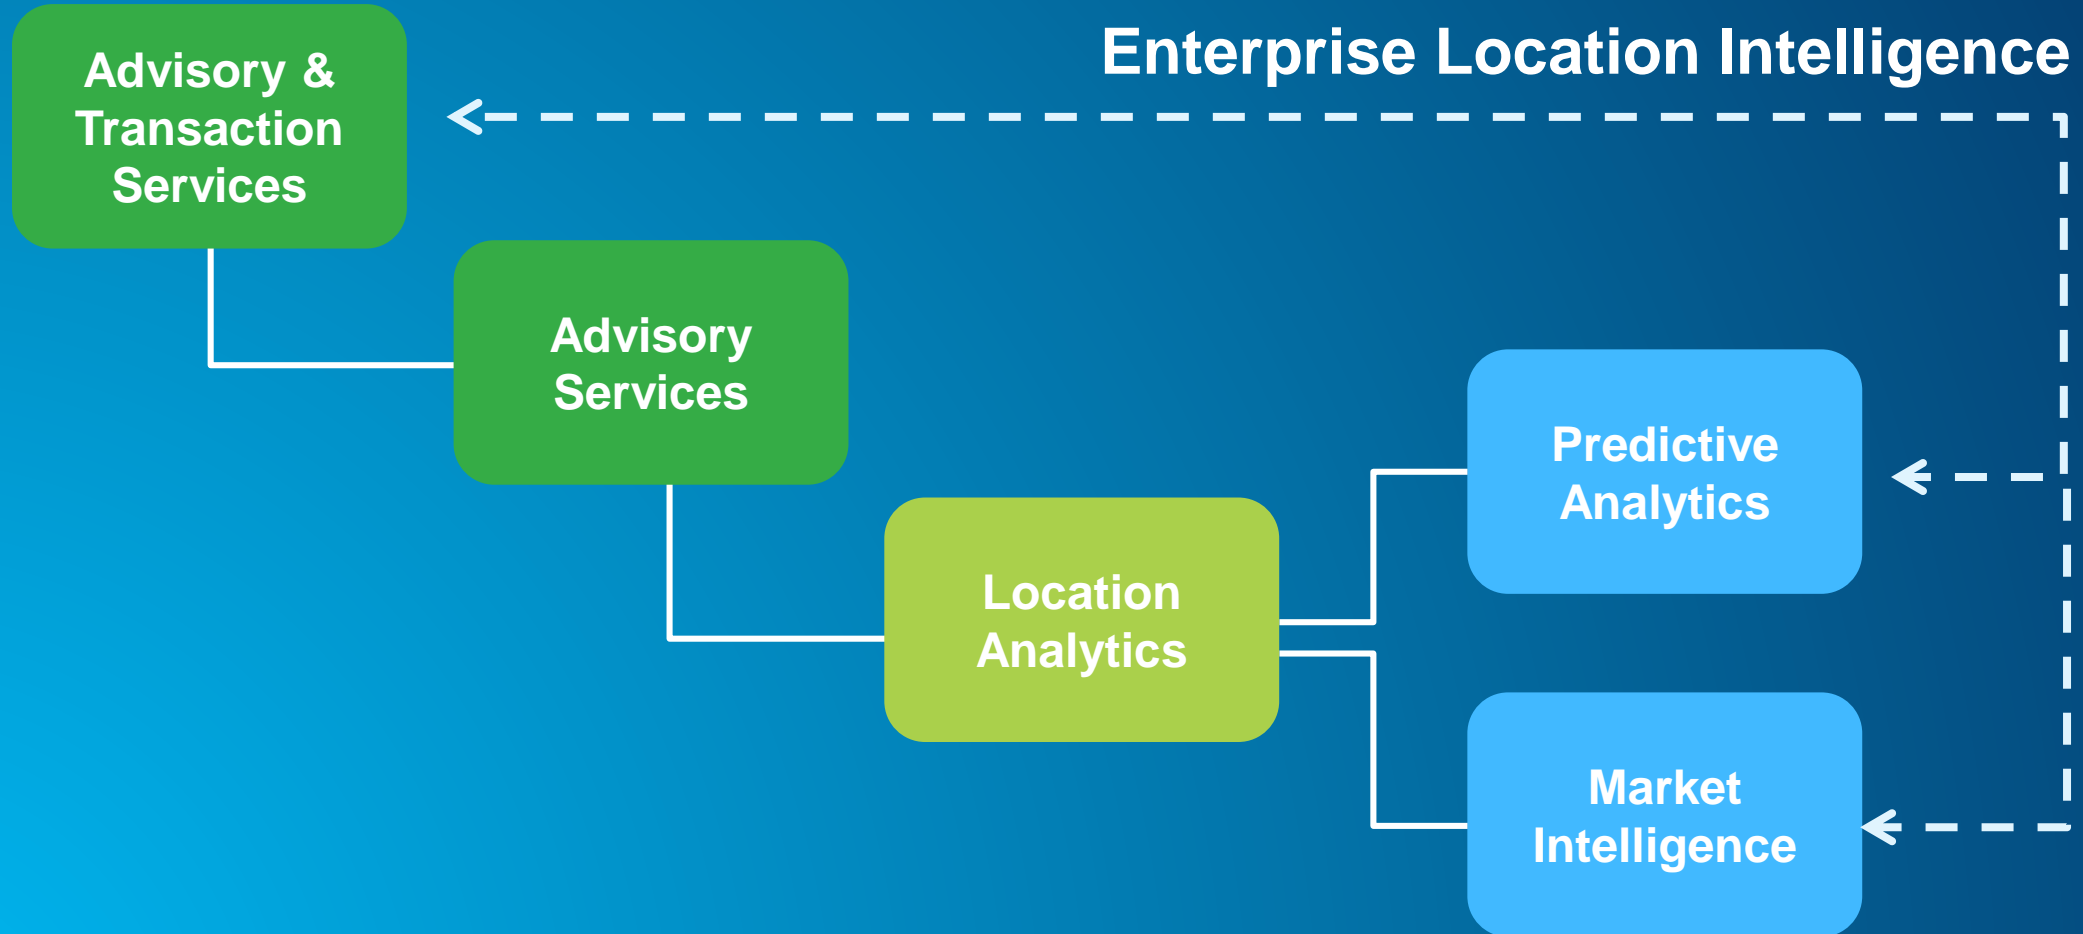 Enterprise Location Intelligence
Advisory &
Transaction
Services
Advisory
Services
Location
Analytics
Predictive
Analytics
Market
Intelligence